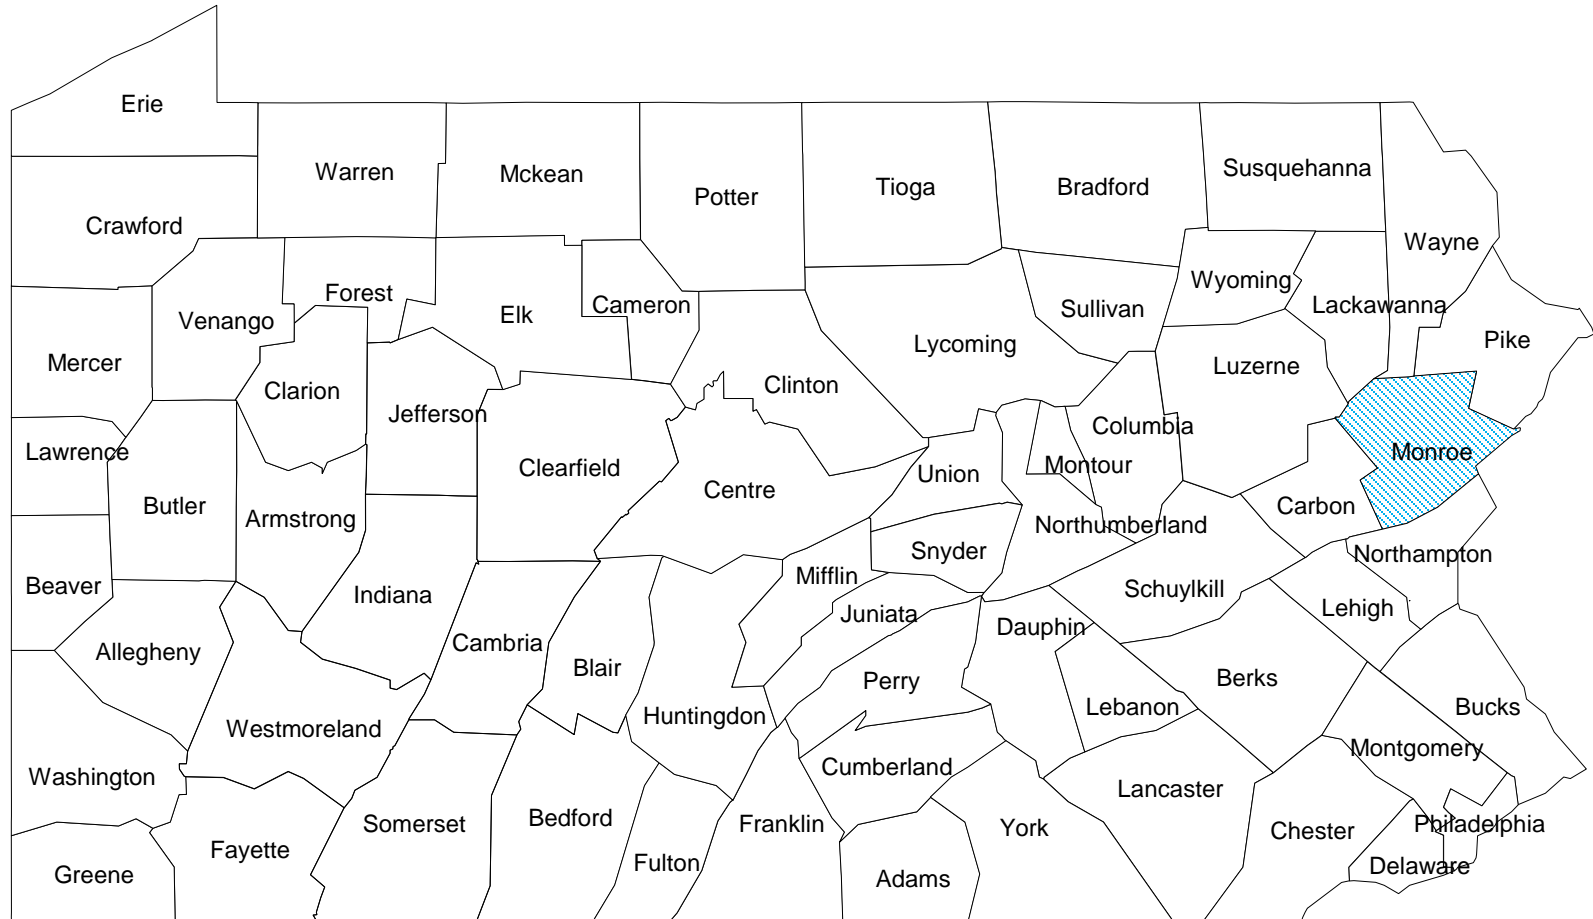 Erie
Warren
Mckean
Potter
Tioga
Bradford
Susquehanna
Crawford
Wayne
Forest
Venango
Elk
Cameron
Sullivan
Wyoming
Lackawanna
Pike
Lycoming
Mercer
Clarion
Jefferson
Clinton
Luzerne
Columbia
Lawrence
Butler
Armstrong
Clearfield
Centre
Union
Montour
Monroe
Carbon
Northumberland
Snyder
Northampton
Beaver
Indiana
Mifflin
Juniata
Schuylkill
Lehigh
Allegheny
Cambria
Blair
Dauphin
Perry
Berks
Westmoreland
Huntingdon
Lebanon
Bucks
Washington
Cumberland
Montgomery
Lancaster
Somerset
Bedford
Franklin
York
Chester
Philadelphia
Greene
Fayette
Fulton
Adams
Delaware